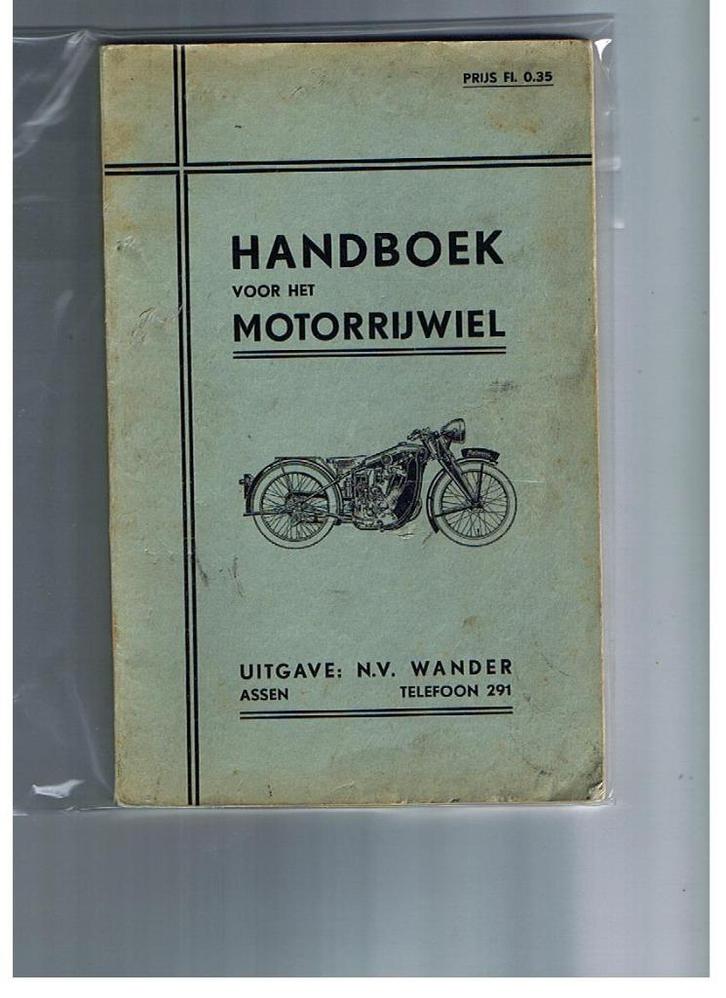 PRIJS Fl. 0.35
HANDBOEK
VOOR HET
MOTORRIJWIEL
UITGAVE: N.V. WANDER
ASSEN TELEFOON 291